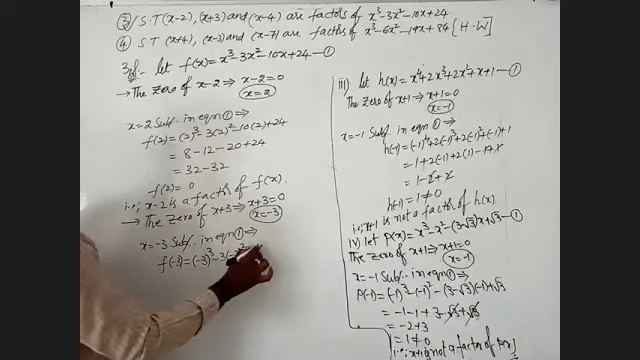 ③ S.T (x-2), (x+3) and (x-4) are factors of x³-3x²-10x+24
④ S.T (x+4), (x-3) and (x-7) are factors of x³-6x²-19x+84 [H.W]
3 Sol:- let f(x) = x³-3x²-10x+24 —①
→ The zero of x-2 ⇒ x-2=0
x=2
x=2 Sub/. in eqn ① ⇒
f(2) = (2)³-3(2)²-10(2)+24
= 8-12-20+24
= 32-32
f(2) = 0
i.e; x-2 is a factor of f(x).
→ The zero of x+3 ⇒ x+3=0
x=-3
x=-3 Sub/. in eqn ① ⇒
f(-3) = (-3)³-3(
iii) let h(x) = x⁴+2x³+2x²+x+1 —①
The zero of x+1 ⇒ x+1=0
x=-1
x=-1 Sub/. in eqn ① ⇒
h(-1) = (-1)⁴+2(-1)³+2(-1)²+(-1)+1
= 1+2(-1)+2(1)-1+1
= 1-2+2
h(-1) = 1≠0
i.e; x+1 is not a factor of h(x).
iv) let P(x) = x³-x²-(3-√3)x+√3 —①
The zero of x+1 ⇒ x+1=0
x=-1
x=-1 Sub/. in eqn ① ⇒
P(-1) = (-1)³-(-1)²-(3-√3)(-1)+√3
= -1-1+3-√3+√3
= -2+3
= 1≠0
i.e; x+1 is not a factor of P(x)